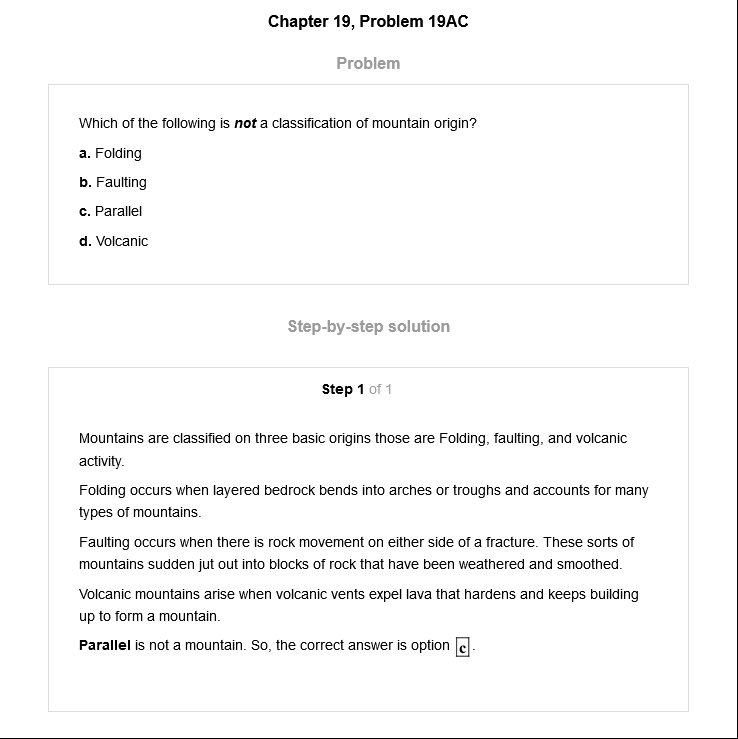 Chapter 19, Problem 19AC
Problem
Which of the following is not a classification of mountain origin?
a. Folding
b. Faulting
c. Parallel
d. Volcanic
Step-by-step solution
Step 1 of 1
Mountains are classified on three basic origins those are Folding, faulting, and volcanic
activity.
Folding occurs when layered bedrock bends into arches or troughs and accounts for many
types of mountains.
Faulting occurs when there is rock movement on either side of a fracture. These sorts of
mountains sudden jut out into blocks of rock that have been weathered and smoothed.
Volcanic mountains arise when volcanic vents expel lava that hardens and keeps building
up to form a mountain.
Parallel is not a mountain. So, the correct answer is option c.